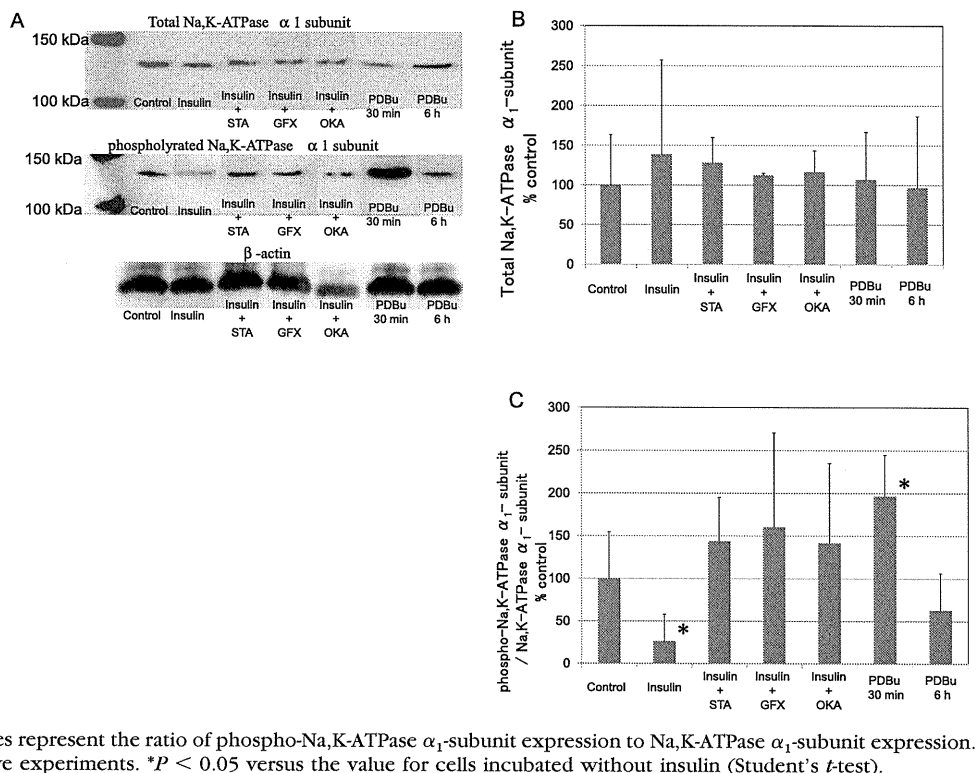 A
Total Na,K-ATPase α 1 subunit
150 kDa
100 kDa
Control Insulin Insulin + STA Insulin + GFX Insulin + OKA PDBu 30 min PDBu 6 h
phospholyrated Na,K-ATPase α 1 subunit
150 kDa
100 kDa
Control Insulin Insulin + STA Insulin + GFX Insulin + OKA PDBu 30 min PDBu 6 h
β-actin
Control Insulin Insulin + STA Insulin + GFX Insulin + OKA PDBu 30 min PDBu 6 h
B
Total Na,K-ATPase α1-subunit
% control
300
250
200
150
100
50
0
Control Insulin Insulin + STA Insulin + GFX Insulin + OKA PDBu 30 min PDBu 6 h
C
phospho-Na,K-ATPase α1- subunit
/ Na,K-ATPase α1- subunit
% control
300
250
200
150
100
50
0
*
*
Control Insulin Insulin + STA Insulin + GFX Insulin + OKA PDBu 30 min PDBu 6 h
es represent the ratio of phospho-Na,K-ATPase α1-subunit expression to Na,K-ATPase α1-subunit expression.
re experiments. *P < 0.05 versus the value for cells incubated without insulin (Student's t-test).